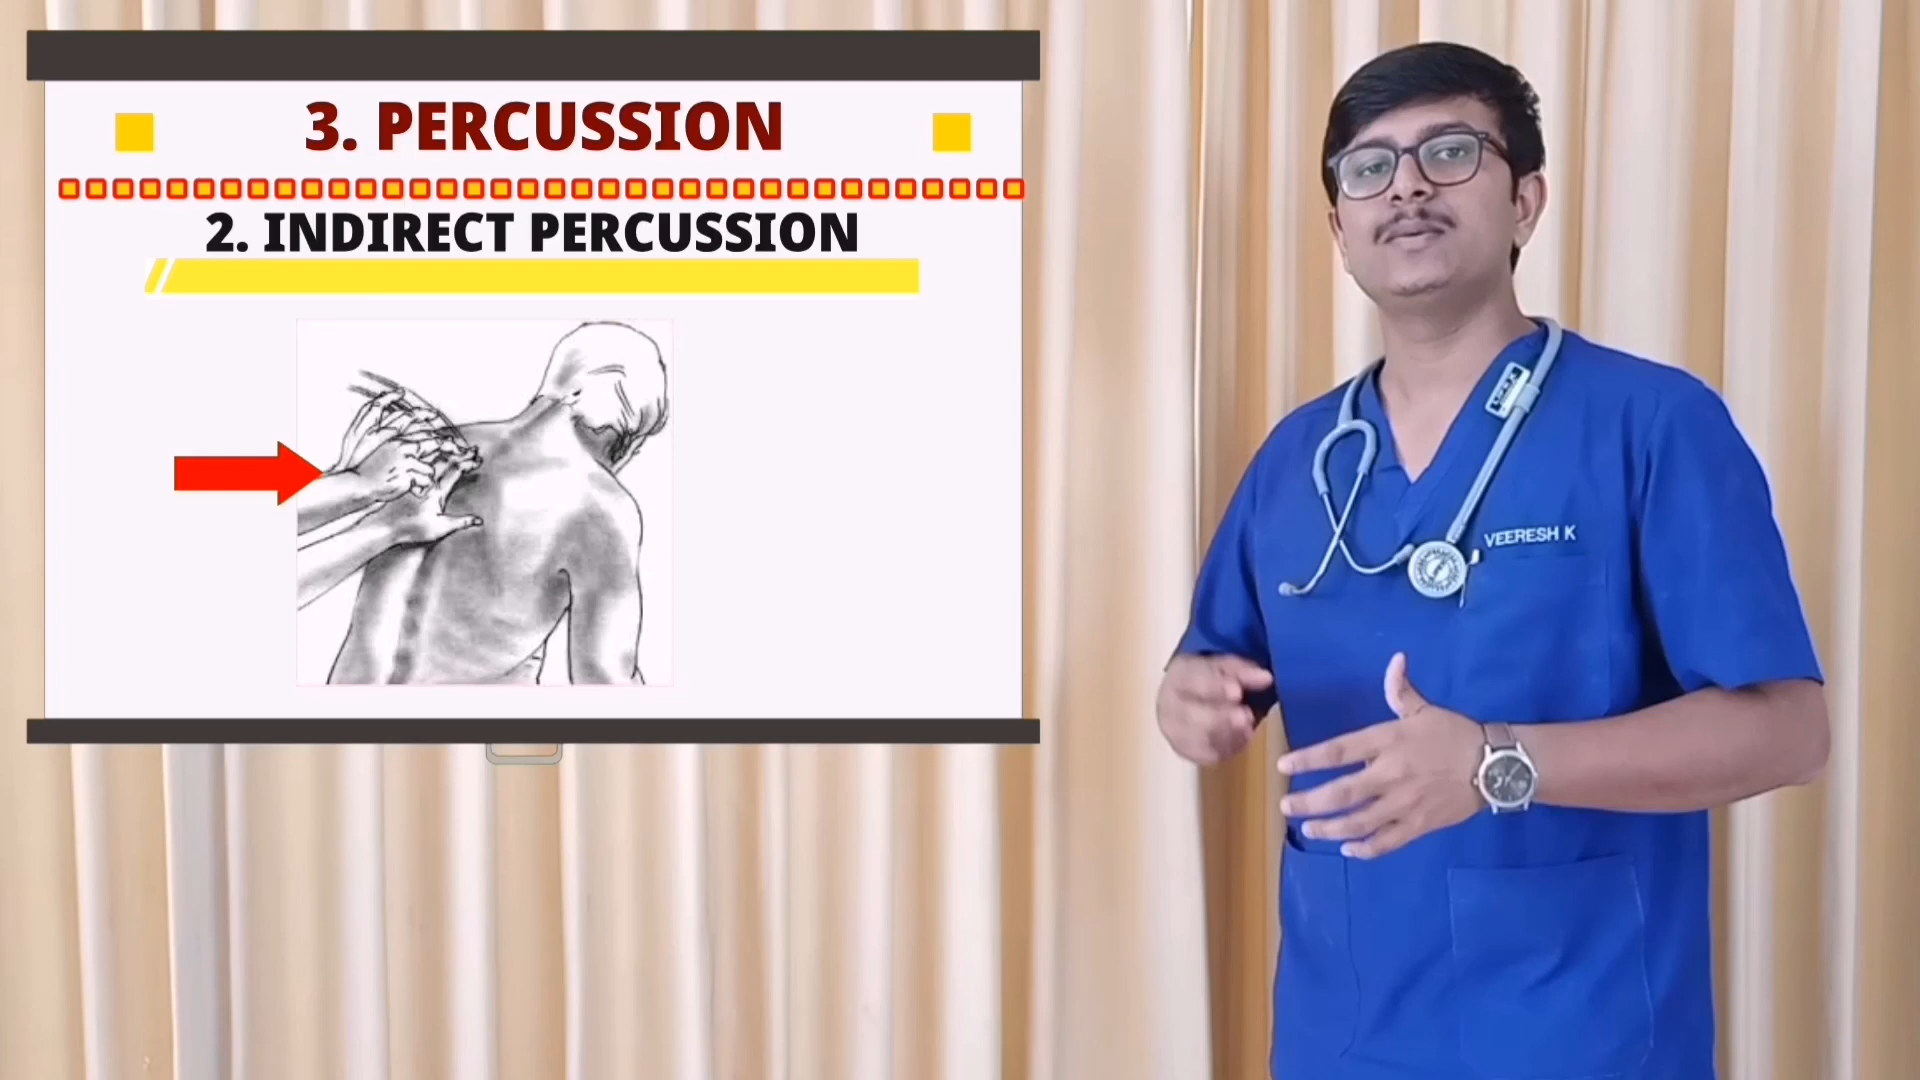 3. PERCUSSION
2. INDIRECT PERCUSSION
VEERESH K